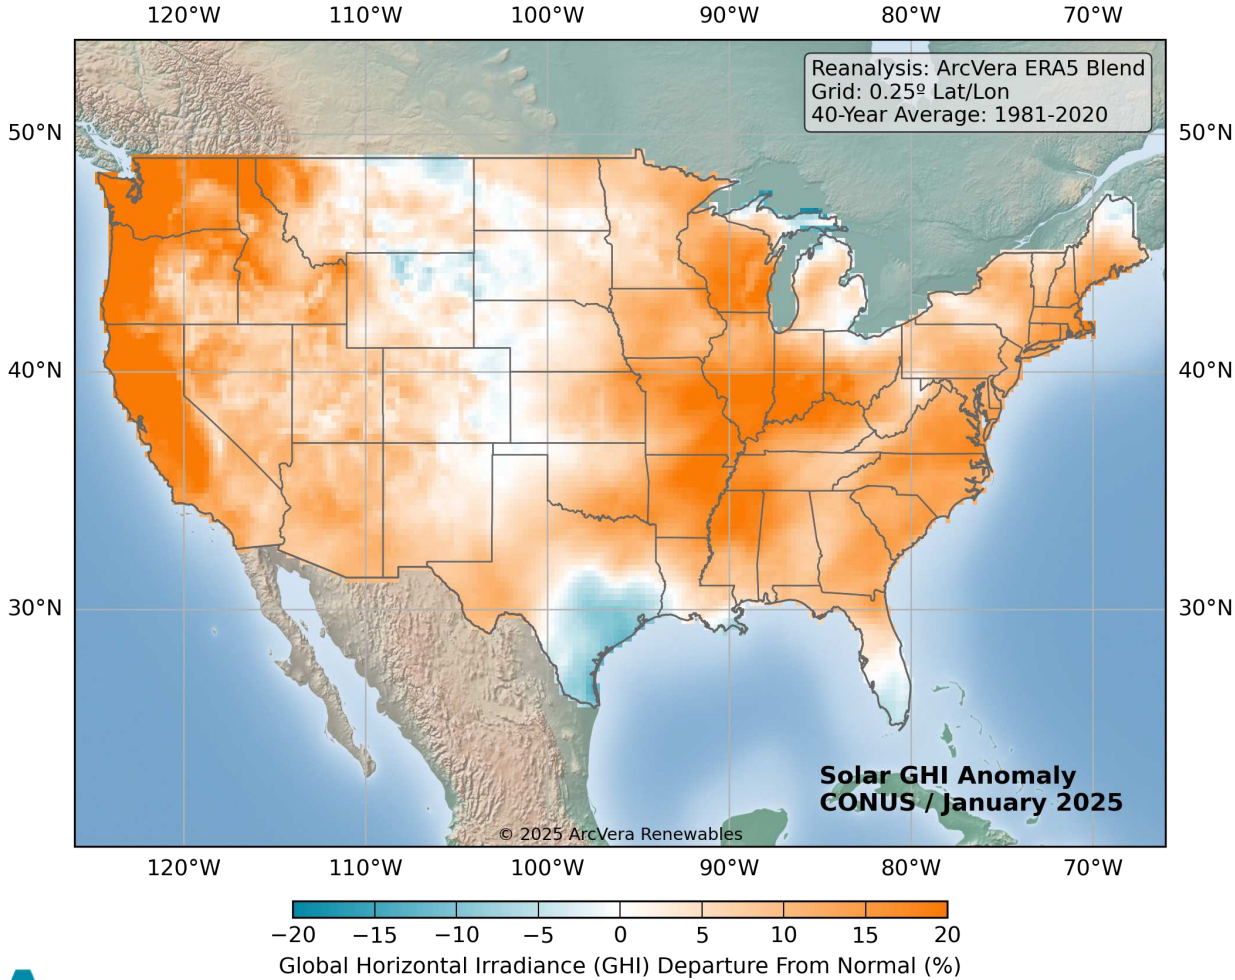 120°W 110°W 100°W 90°W 80°W 70°W
Reanalysis: ArcVera ERA5 Blend
Grid: 0.25º Lat/Lon
40-Year Average: 1981-2020
50°N 50°N
40°N 40°N
30°N 30°N
Solar GHI Anomaly
CONUS / January 2025
© 2025 ArcVera Renewables
120°W 110°W 100°W 90°W 80°W 70°W
−20 −15 −10 −5 0 5 10 15 20
Global Horizontal Irradiance (GHI) Departure From Normal (%)